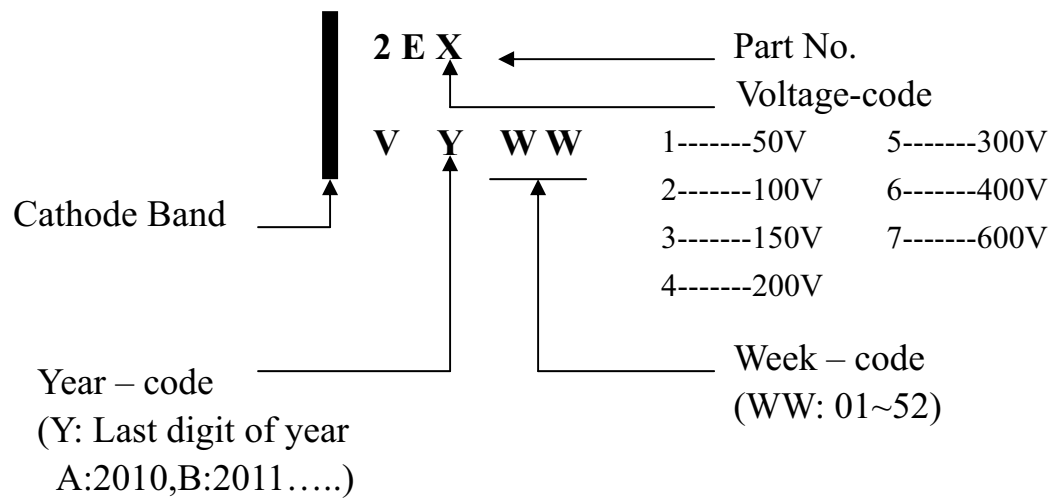 2 E X
Part No.
Voltage-code
V Y W W
1-------50V 5-------300V
2-------100V 6-------400V
Cathode Band
3-------150V 7-------600V
4-------200V
Week – code
Year – code
(WW: 01~52)
(Y: Last digit of year
A:2010,B:2011…..)